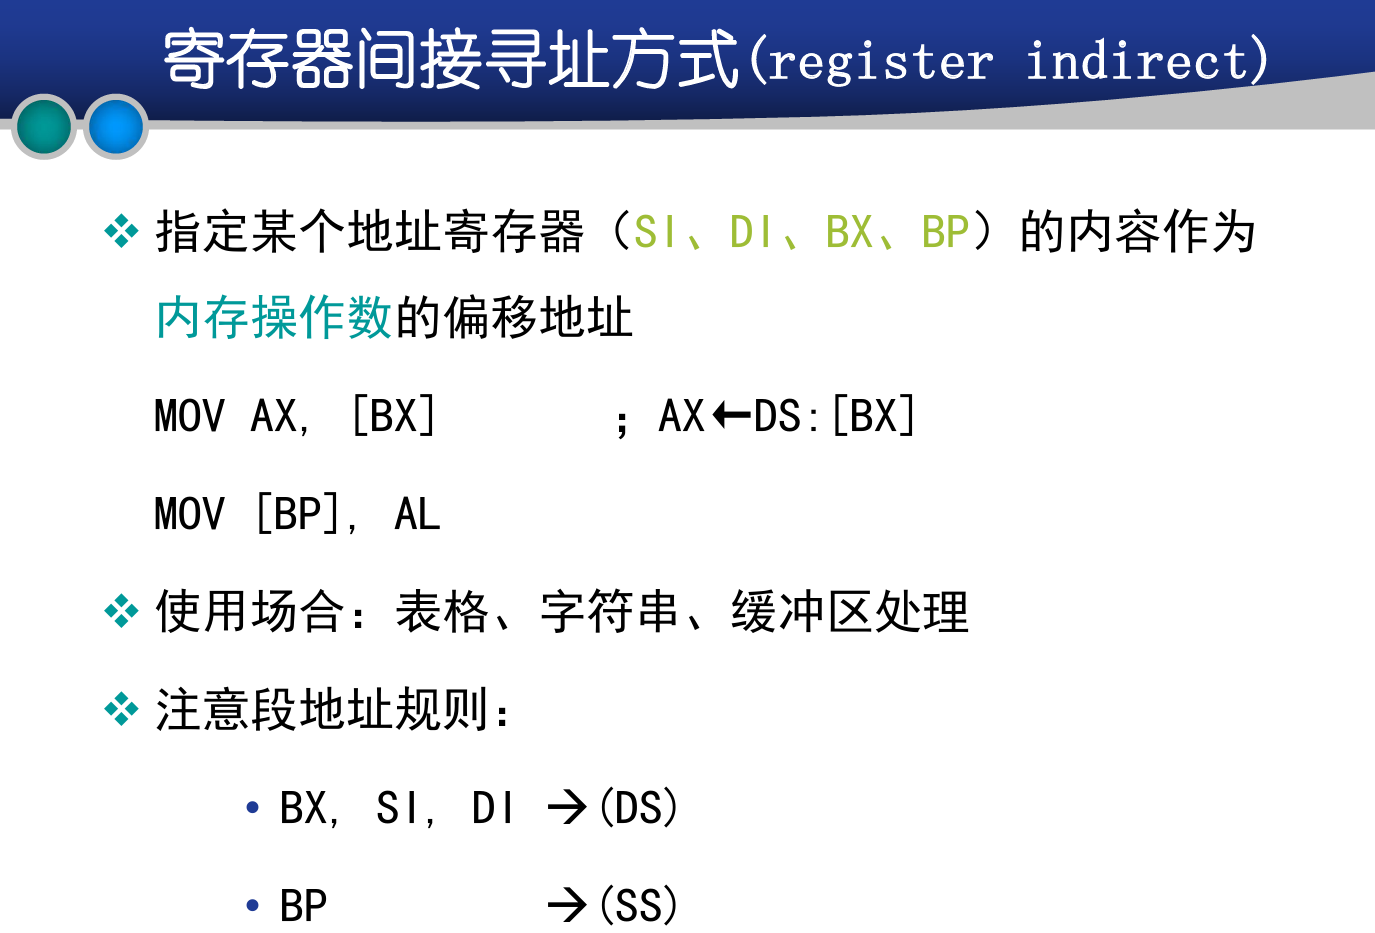 寄存器间接寻址方式(register indirect)
指定某个地址寄存器（SI、DI、BX、BP）的内容作为
内存操作数的偏移地址
MOV AX, [BX] ；AX←DS:[BX]
MOV [BP], AL
使用场合：表格、字符串、缓冲区处理
注意段地址规则：
• BX, SI, DI →(DS)
• BP →(SS)